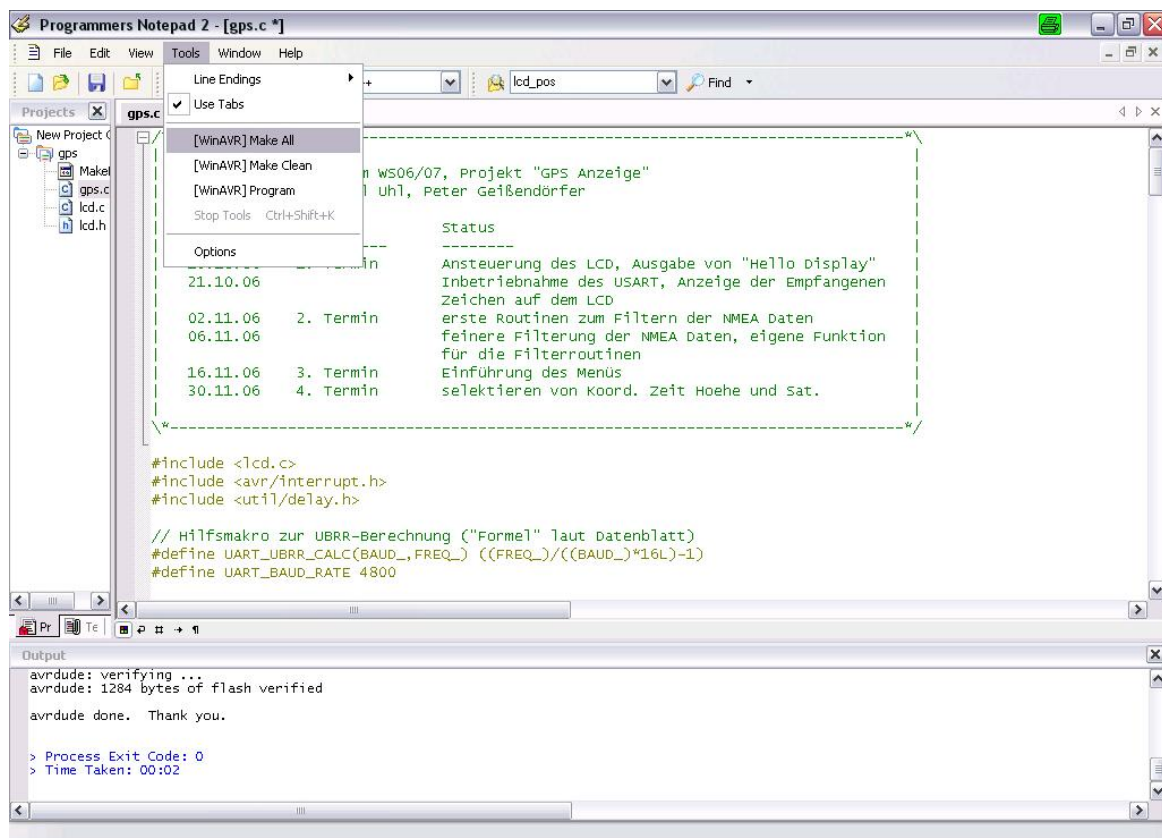 Programmers Notepad 2 - [gps.c *]
File Edit View Tools Window Help
Line Endings
Use Tabs
[WinAVR] Make All
[WinAVR] Make Clean
[WinAVR] Program
Stop Tools Ctrl+Shift+K
Options
lcd_pos Find
Projects
New Project
gps
gps.c
lcd.c
lcd.h
gps.c
/ -----------------------------------------------------------*\
WS06/07, Projekt "GPS Anzeige"
Uhl, Peter Geißendörfer
Status
--------
Ansteuerung des LCD, Ausgabe von "Hello Display"
21.10.06 Inbetriebnahme des USART, Anzeige der Empfangenen
Zeichen auf dem LCD
02.11.06 2. Termin erste Routinen zum Filtern der NMEA Daten
06.11.06 feinere Filterung der NMEA Daten, eigene Funktion
für die Filterroutinen
16.11.06 3. Termin Einführung des Menüs
30.11.06 4. Termin selektieren von Koord. Zeit Hoehe und Sat.
\*----------------------------------------------------------------------------------*/
#include <lcd.c>
#include <avr/interrupt.h>
#include <util/delay.h>
// Hilfsmakro zur UBRR-Berechnung ("Formel" laut Datenblatt)
#define UART_UBRR_CALC(BAUD_,FREQ_) ((FREQ_)/((BAUD_)*16L)-1)
#define UART_BAUD_RATE 4800
Pr Te
Output
avrdude: verifying ...
avrdude: 1284 bytes of flash verified
avrdude done. Thank you.
> Process Exit Code: 0
> Time Taken: 00:02